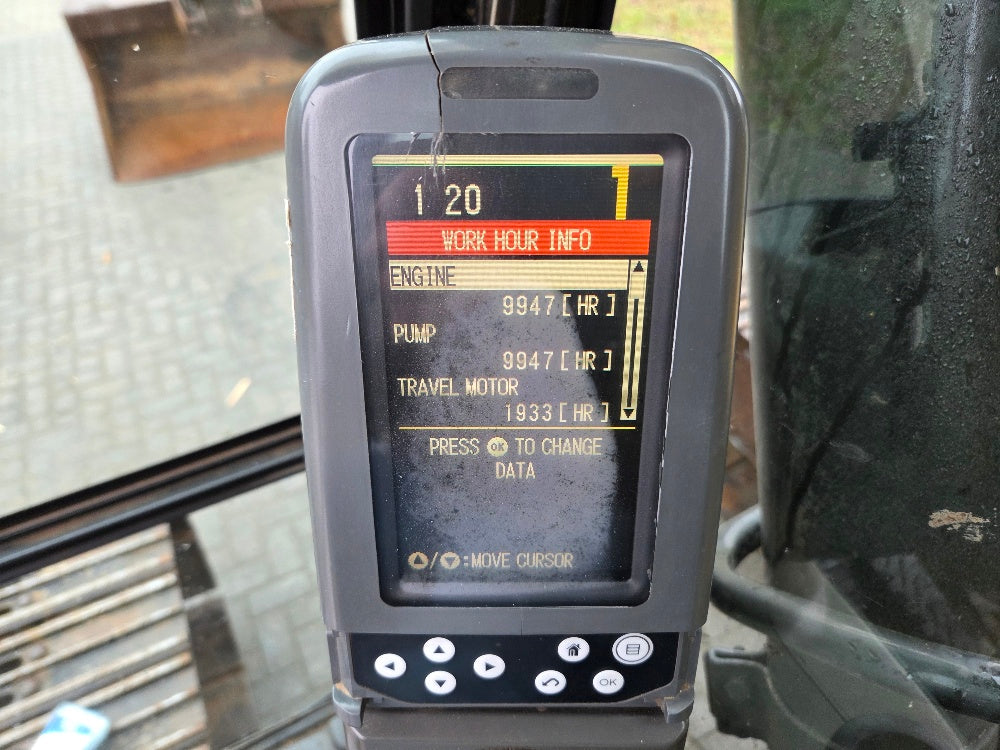 1 20
1
WORK HOUR INFO
ENGINE
9947[HR]
PUMP
9947[HR]
TRAVEL MOTOR
1933[HR]
PRESS OK TO CHANGE
DATA
/ :MOVE CURSOR
OK